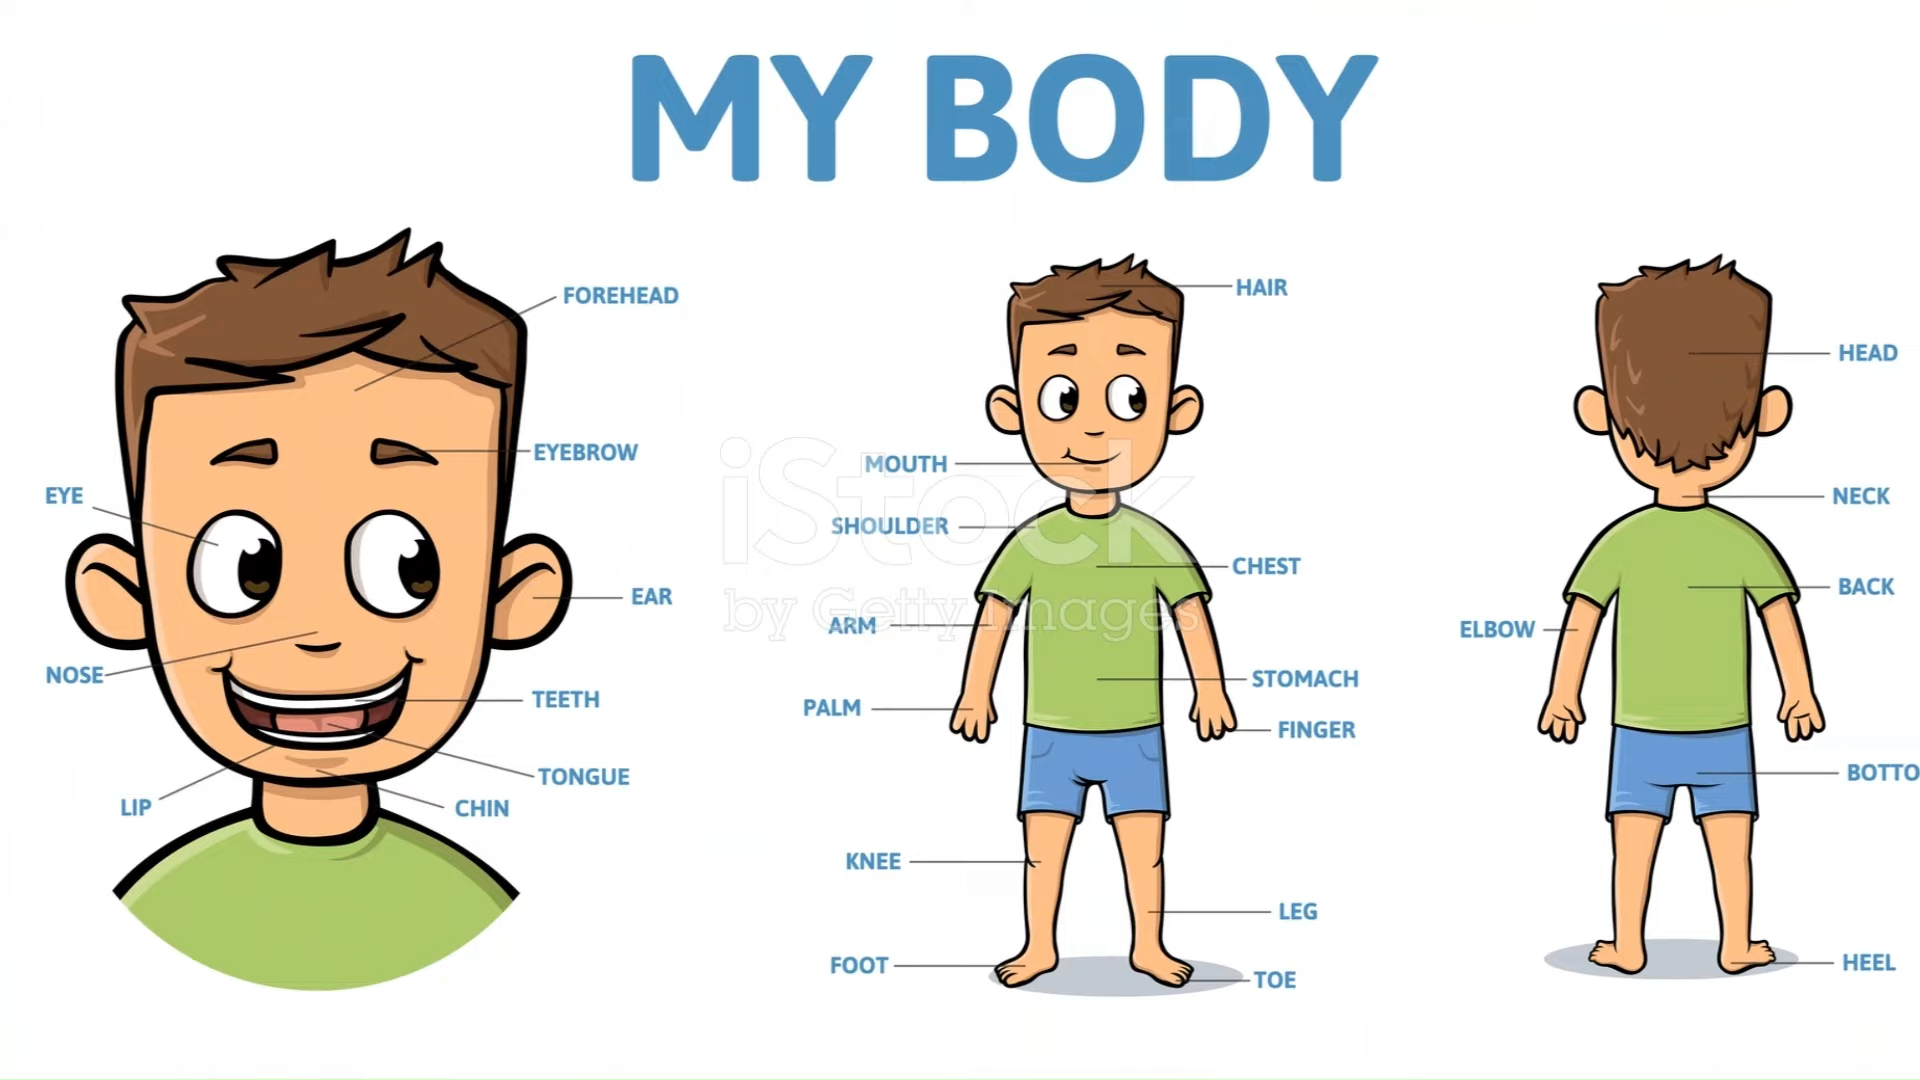 MY BODY
FOREHEAD
EYEBROW
EYE
EAR
NOSE
TEETH
TONGUE
LIP
CHIN
HAIR
MOUTH
SHOULDER
CHEST
ARM
STOMACH
PALM
FINGER
KNEE
LEG
FOOT
TOE
HEAD
NECK
BACK
ELBOW
BOTTO
HEEL
iStock
by Getty Images